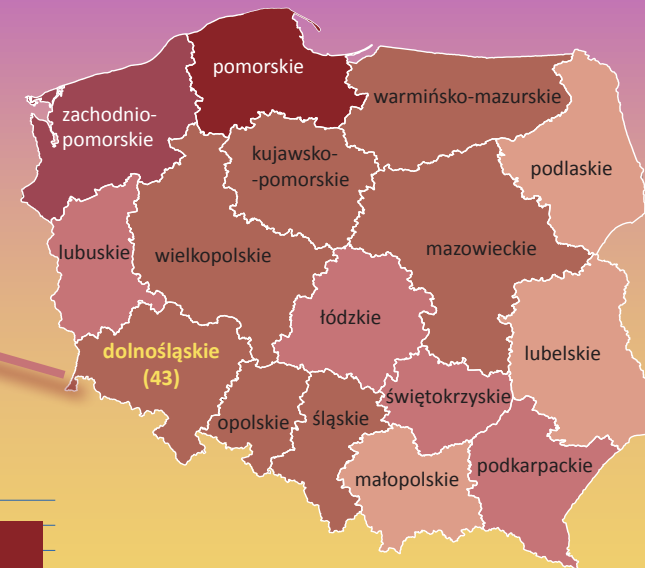 pomorskie
zachodnio-
pomorskie
warmińsko-mazurskie
kujawsko-
-pomorskie
podlaskie
lubuskie
wielkopolskie
mazowieckie
łódzkie
dolnośląskie
(43)
lubelskie
opolskie
śląskie
świętokrzyskie
małopolskie
podkarpackie